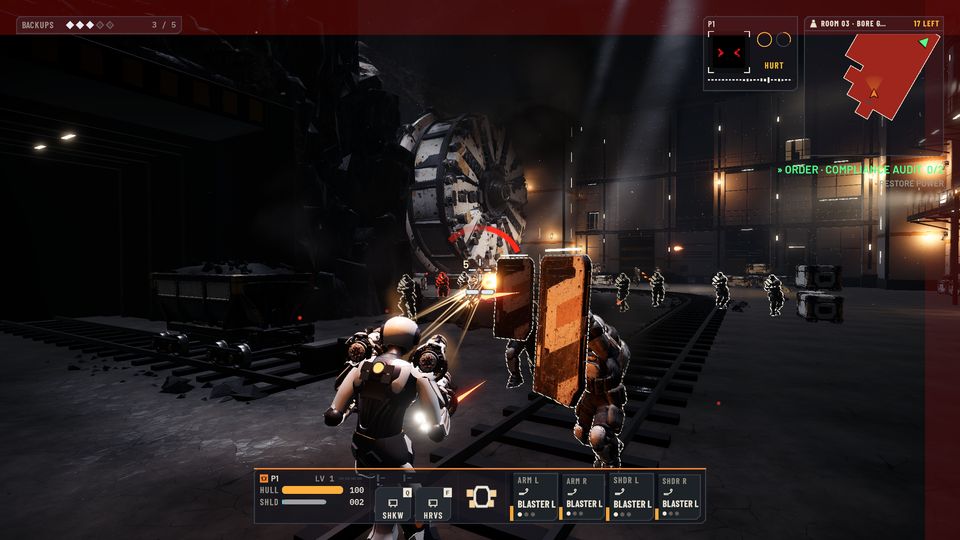 BACKUPS 3 / 5
P1
HURT
ROOM 03 · BORE G… 17 LEFT
» ORDER · COMPLIANCE AUDIT 0/2
RESTORE POWER
5
P1 LV 1
HULL 100
SHLD 002
Q
SHKW
F
HRVS
ARM L
BLASTER L
ARM R
BLASTER L
SHDR L
BLASTER L
SHDR R
BLASTER L